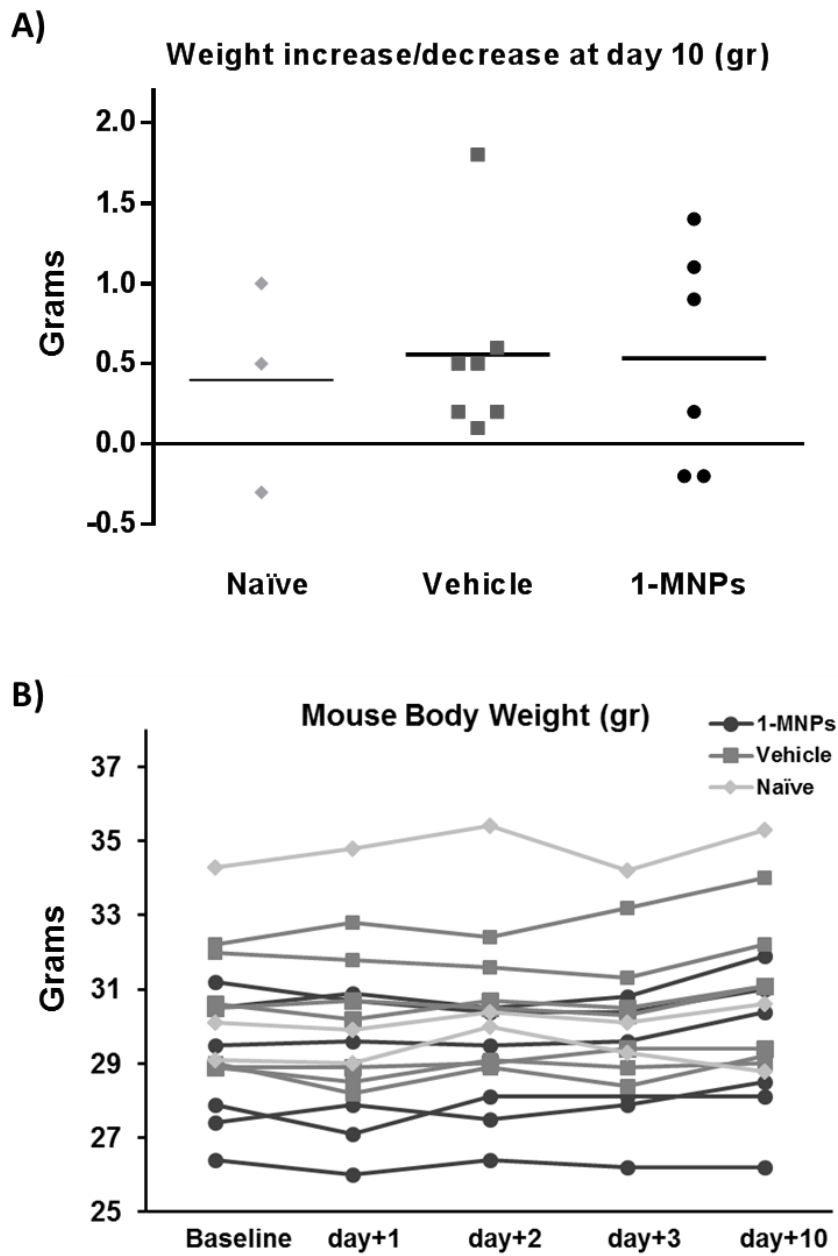 A)
Weight increase/decrease at day 10 (gr)
2.0
1.5
1.0
0.5
0.0
-0.5
Grams
Naïve Vehicle 1-MNPs
B)
Mouse Body Weight (gr)
1-MNPs
Vehicle
Naïve
37
35
33
31
29
27
25
Grams
Baseline day+1 day+2 day+3 day+10